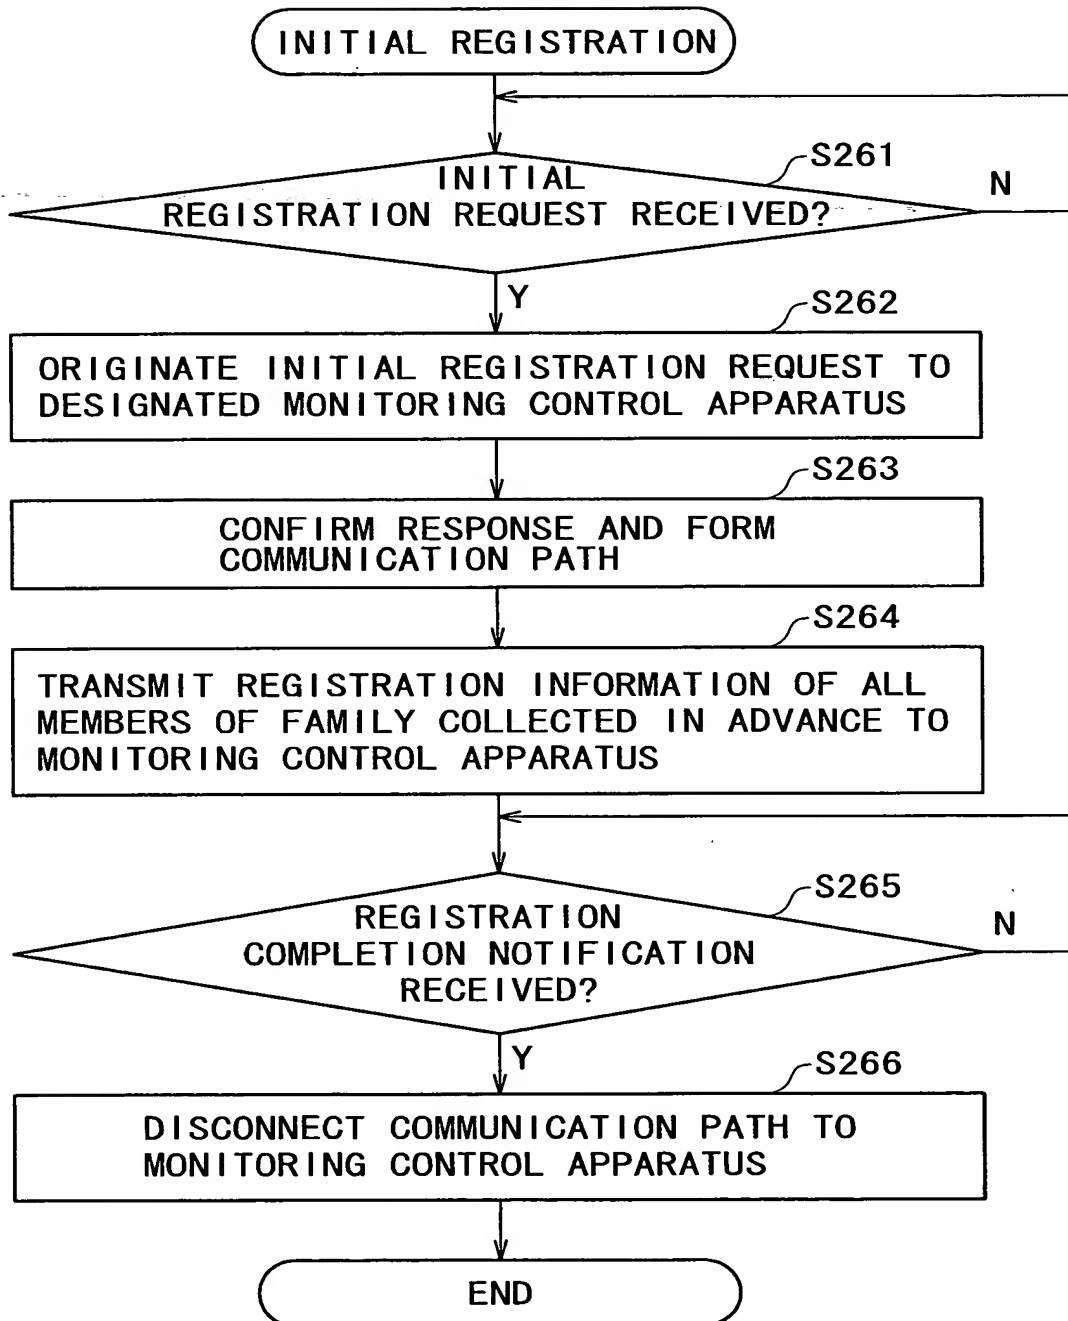 INITIAL REGISTRATION
S261
INITIAL
REGISTRATION REQUEST RECEIVED?
N
Y
S262
ORIGINATE INITIAL REGISTRATION REQUEST TO
DESIGNATED MONITORING CONTROL APPARATUS
S263
CONFIRM RESPONSE AND FORM
COMMUNICATION PATH
S264
TRANSMIT REGISTRATION INFORMATION OF ALL
MEMBERS OF FAMILY COLLECTED IN ADVANCE TO
MONITORING CONTROL APPARATUS
S265
REGISTRATION
COMPLETION NOTIFICATION
RECEIVED?
N
Y
S266
DISCONNECT COMMUNICATION PATH TO
MONITORING CONTROL APPARATUS
END